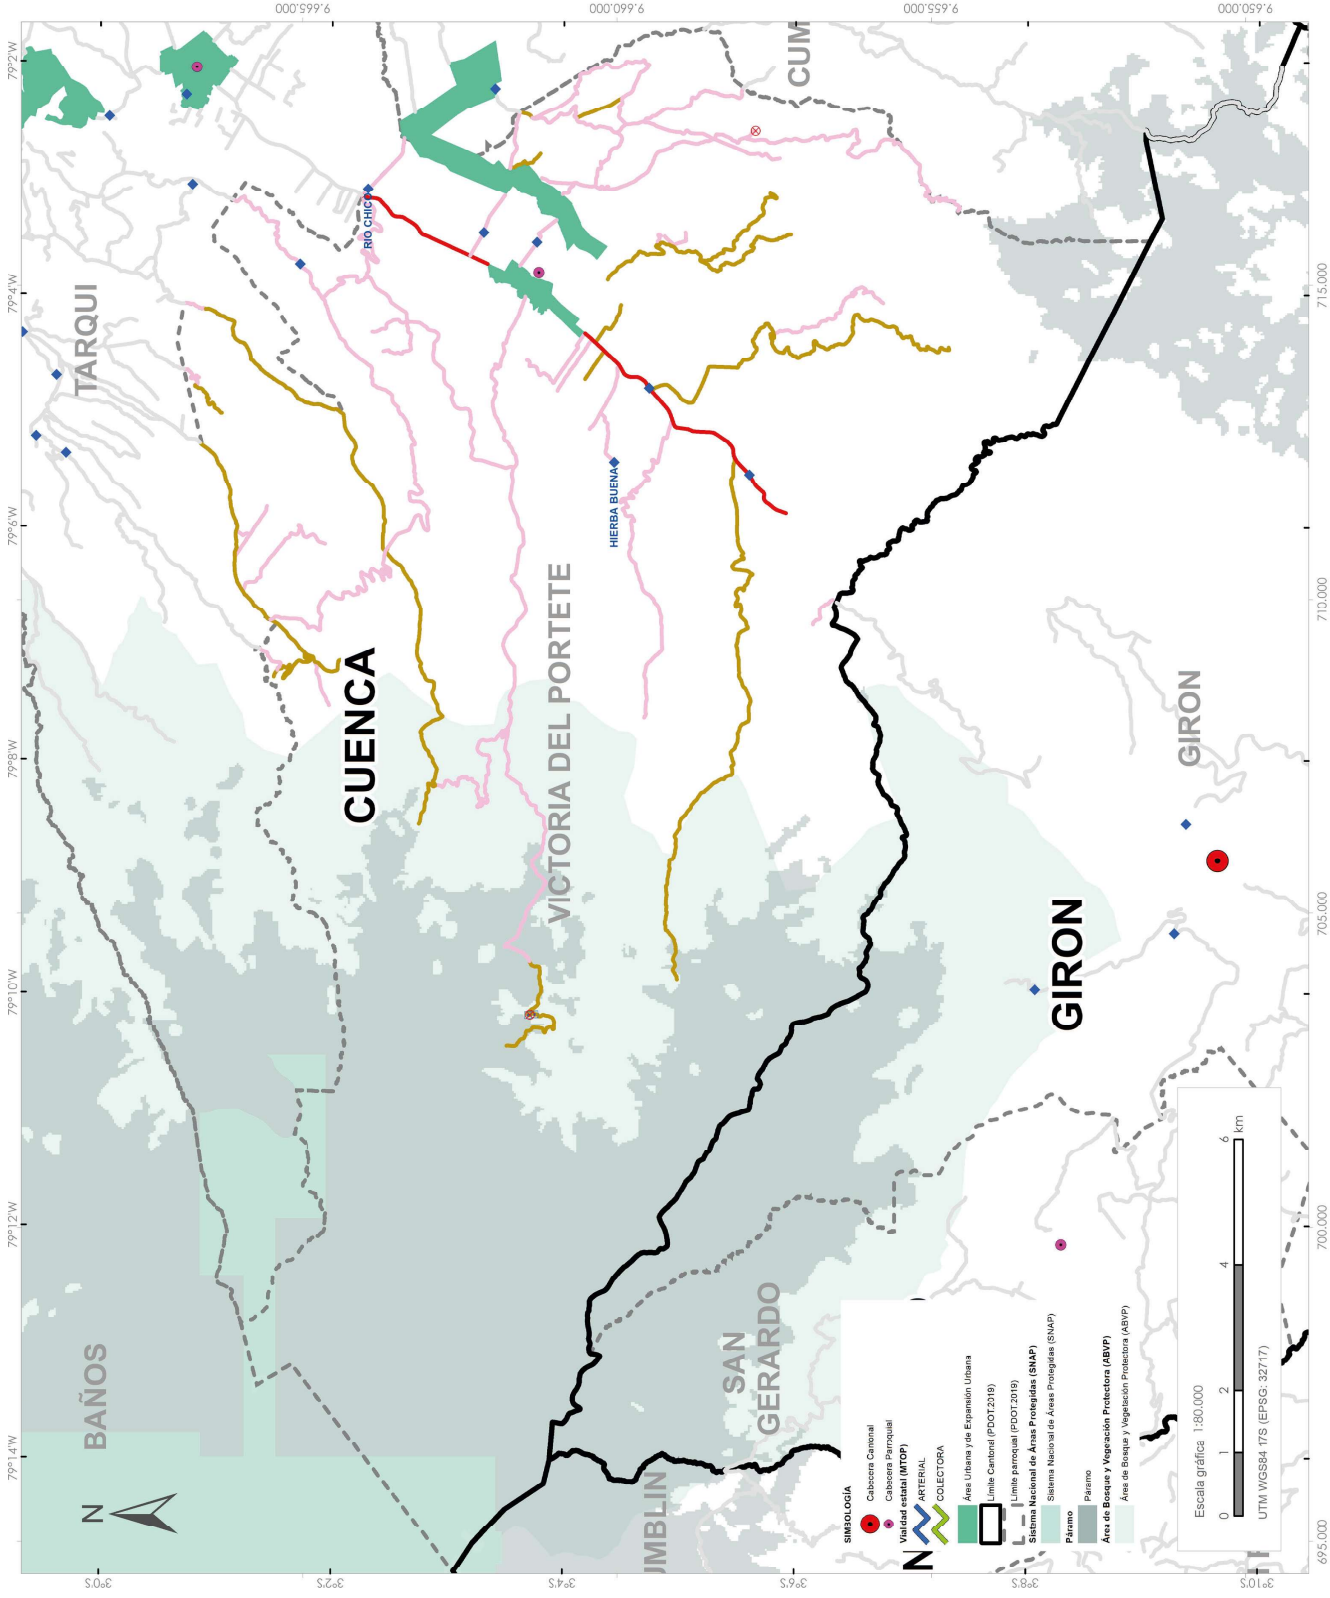 79°14'W
79°12'W
79°10'W
79°8'W
79°6'W
79°4'W
79°2'W
N
BAÑOS
TARQUI
CUENCA
RIO CHICO
VICTORIA DEL PORTETE
HIERBA BUENA
UMBLIN
SAN
GERARDO
CUM
GIRON
GIRON
N
SIMBOLOGÍA
Cabecera Cantonal
Cabecera Parroquial
Vialidad estatal (MTOP)
ARTERIAL
COLECTORA
Área Urbana y de Expansión Urbana
Límite Cantonal (PDOT.2019)
Límite parroquial (PDOT.2019)
Sistema Nacional de Áreas Protegidas (SNAP)
Sistema Nacional de Áreas Protegidas (SNAP)
Páramo
Páramo
Área de Bosque y Vegeración Protectora (ABVP)
Área de Bosque y Vegetación Protectora (ABVP)
Escala gráfica 1:80.000
0 1 2 4 6
km
UTM WGS84 17S (EPSG: 32717)
695.000
700.000
705.000
710.000
715.000
3°0'S
3°2'S
3°4'S
3°6'S
3°8'S
3°10'S
9.665.000
9.660.000
9.655.000
9.650.000